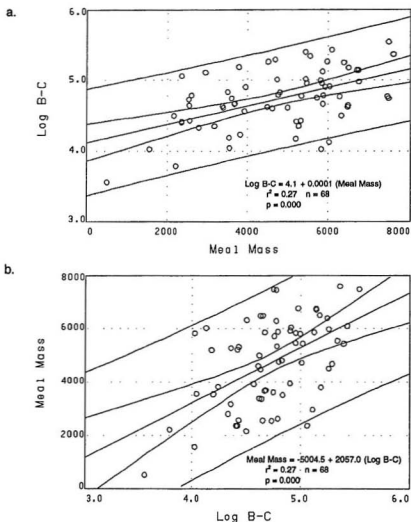 a.
6.0
5.0
4.0
3.0
Log B-C
Log B-C = 4.1 + 0.0001 (Meal Mass)
r² = 0.27 n = 68
p = 0.000
0 2000 4000 6000 8000
Meal Mass
b.
8000
6000
4000
2000
0
Meal Mass
Meal Mass = -5004.5 + 2057.0 (Log B-C)
r² = 0.27 n = 68
p = 0.000
3.0 4.0 5.0 6.0
Log B-C